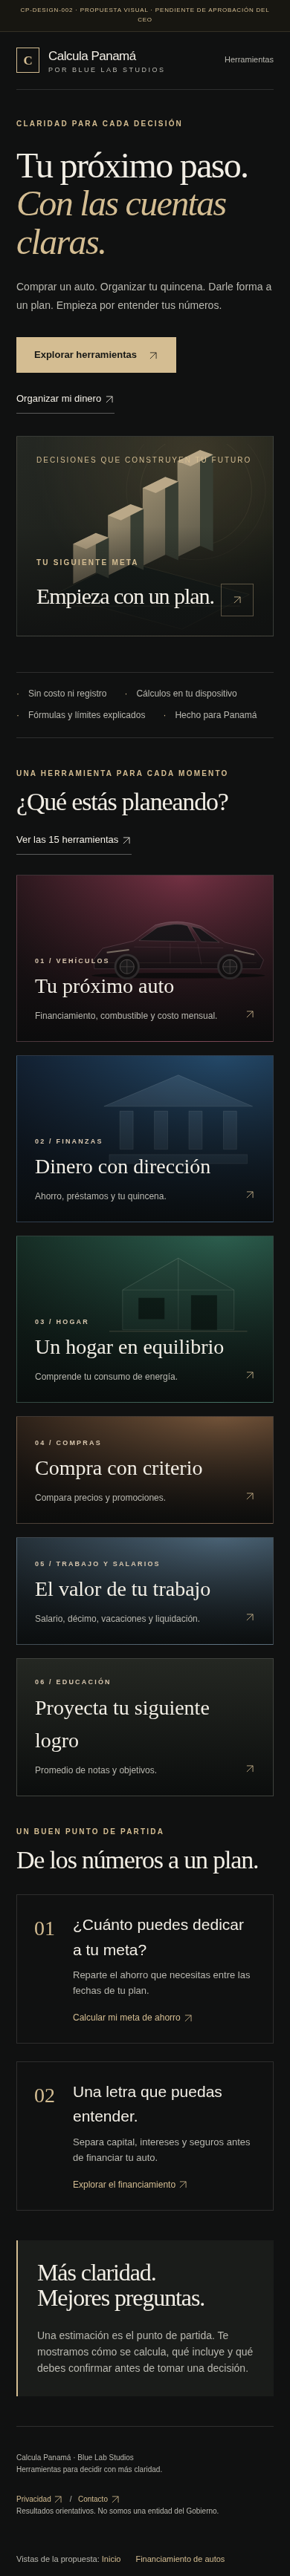 CP-DESIGN-002 · PROPUESTA VISUAL · PENDIENTE DE APROBACIÓN DEL
CEO
C
Calcula Panamá
POR BLUE LAB STUDIOS
Herramientas
CLARIDAD PARA CADA DECISIÓN
Tu próximo paso.
Con las cuentas
claras.
Comprar un auto. Organizar tu quincena. Darle forma a
un plan. Empieza por entender tus números.
Explorar herramientas
Organizar mi dinero
DECISIONES QUE CONSTRUYEN TU FUTURO
TU SIGUIENTE META
Empieza con un plan.
· Sin costo ni registro · Cálculos en tu dispositivo
· Fórmulas y límites explicados · Hecho para Panamá
UNA HERRAMIENTA PARA CADA MOMENTO
¿Qué estás planeando?
Ver las 15 herramientas
01 / VEHÍCULOS
Tu próximo auto
Financiamiento, combustible y costo mensual.
02 / FINANZAS
Dinero con dirección
Ahorro, préstamos y tu quincena.
03 / HOGAR
Un hogar en equilibrio
Comprende tu consumo de energía.
04 / COMPRAS
Compra con criterio
Compara precios y promociones.
05 / TRABAJO Y SALARIOS
El valor de tu trabajo
Salario, décimo, vacaciones y liquidación.
06 / EDUCACIÓN
Proyecta tu siguiente
logro
Promedio de notas y objetivos.
UN BUEN PUNTO DE PARTIDA
De los números a un plan.
01
¿Cuánto puedes dedicar
a tu meta?
Reparte el ahorro que necesitas entre las
fechas de tu plan.
Calcular mi meta de ahorro
02
Una letra que puedas
entender.
Separa capital, intereses y seguros antes
de financiar tu auto.
Explorar el financiamiento
Más claridad.
Mejores preguntas.
Una estimación es el punto de partida. Te
mostramos cómo se calcula, qué incluye y qué
debes confirmar antes de tomar una decisión.
Calcula Panamá · Blue Lab Studios
Herramientas para decidir con más claridad.
Privacidad / Contacto
Resultados orientativos. No somos una entidad del Gobierno.
Vistas de la propuesta: Inicio Financiamiento de autos